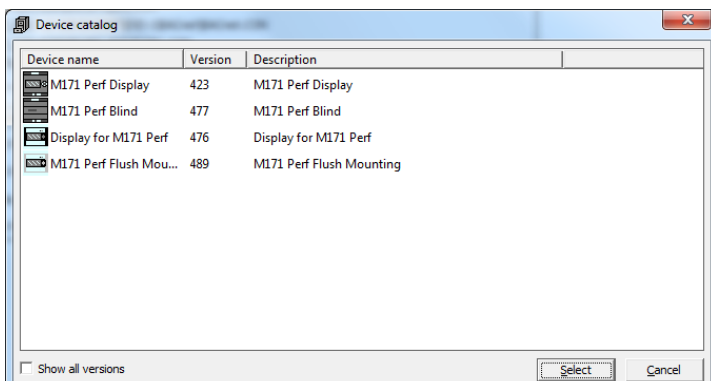 Device catalog
Device name Version Description
M171 Perf Display 423 M171 Perf Display
M171 Perf Blind 477 M171 Perf Blind
Display for M171 Perf 476 Display for M171 Perf
M171 Perf Flush Mou... 489 M171 Perf Flush Mounting
Show all versions Select Cancel